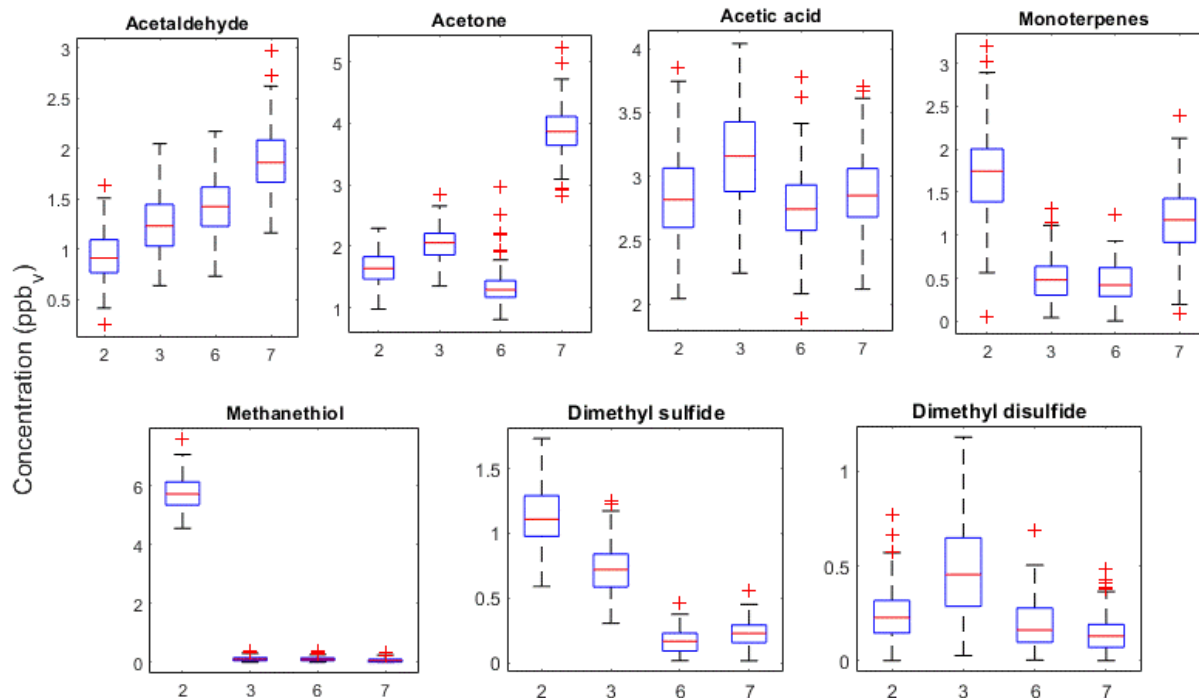 Acetaldehyde
3
2.5
2
1.5
1
0.5
2 3 6 7
Acetone
5
4
3
2
1
2 3 6 7
Acetic acid
4
3.5
3
2.5
2
2 3 6 7
Monoterpenes
3
2.5
2
1.5
1
0.5
0
2 3 6 7
Concentration (ppbv)
Methanethiol
6
4
2
0
2 3 6 7
Dimethyl sulfide
1.5
1
0.5
0
2 3 6 7
Dimethyl disulfide
1
0.5
0
2 3 6 7